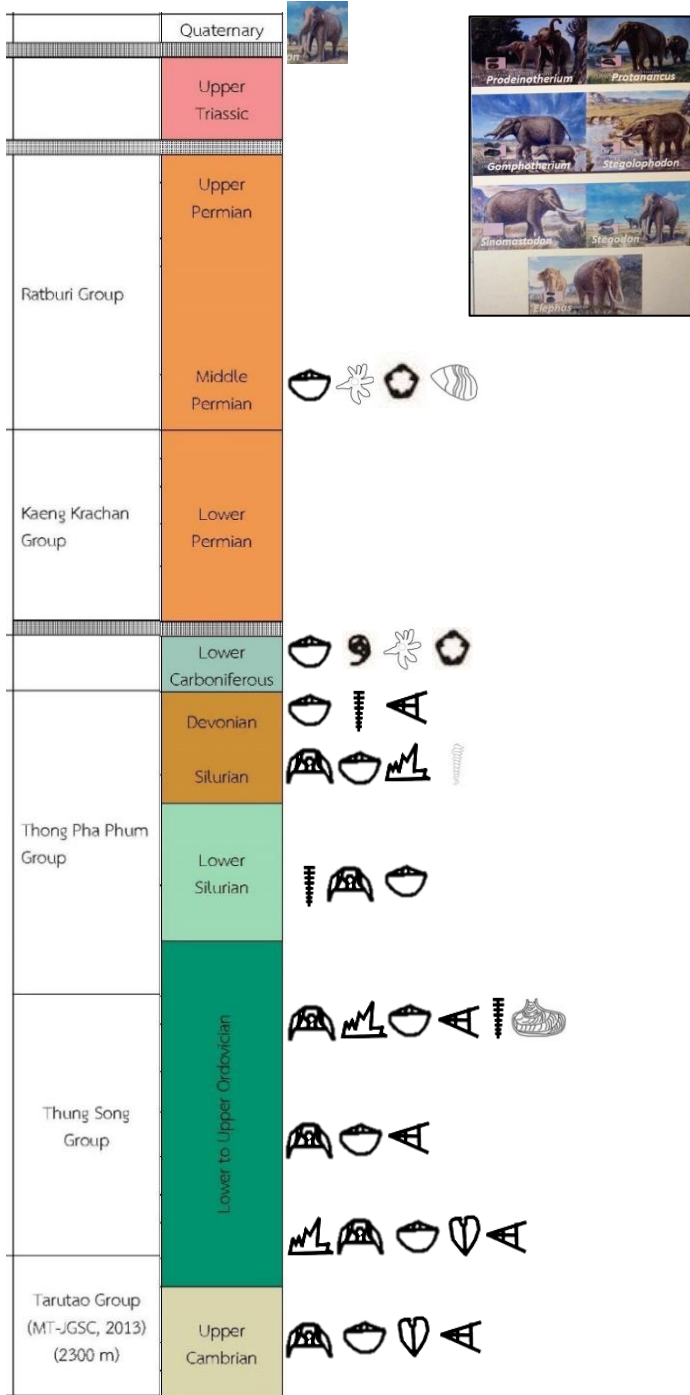 Quaternary
an
Upper
Triassic
Prodeinotherium
Protanancus
Gomphotherium
Stegolophodon
Sinomastodon
Stegodon
Elephas
Upper
Permian
Ratburi Group
Middle
Permian
Kaeng Krachan
Group
Lower
Permian
Lower
Carboniferous
Devonian
Silurian
Thong Pha Phum
Group
Lower
Silurian
Lower to Upper Ordovician
Thung Song
Group
Tarutao Group
(MT-JGSC, 2013)
(2300 m)
Upper
Cambrian